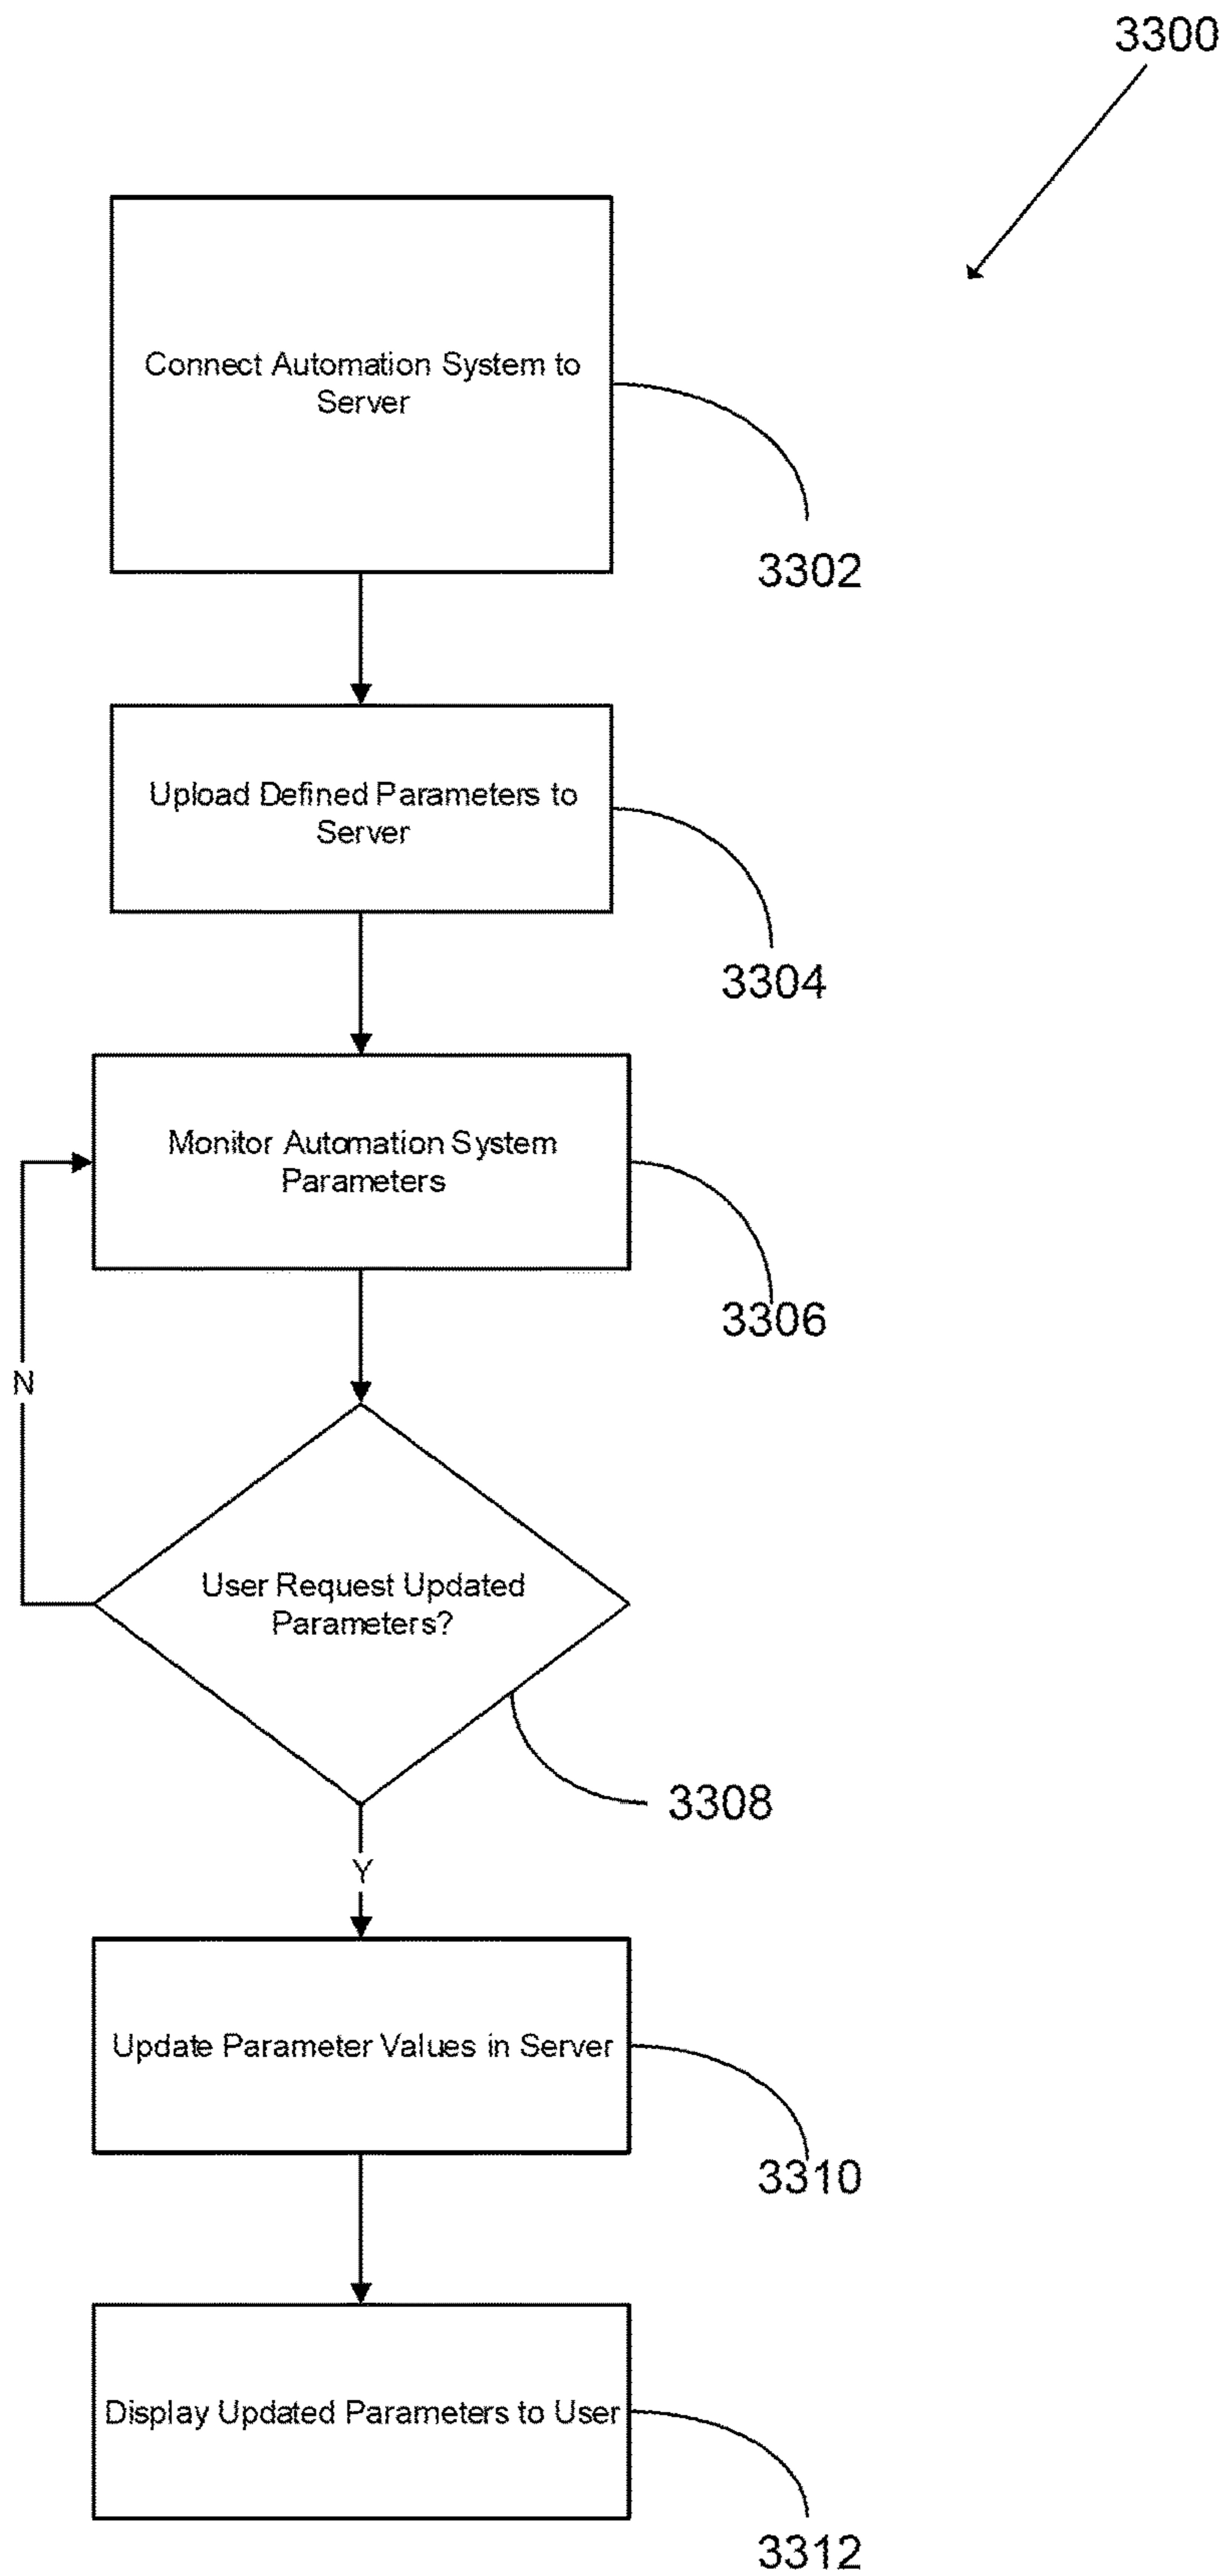 3300
Connect Automation System to
Server
3302
Upload Defined Parameters to
Server
3304
Monitor Automation System
Parameters
3306
N
User Request Updated
Parameters?
3308
Y
Update Parameter Values in Server
3310
Display Updated Parameters to User
3312